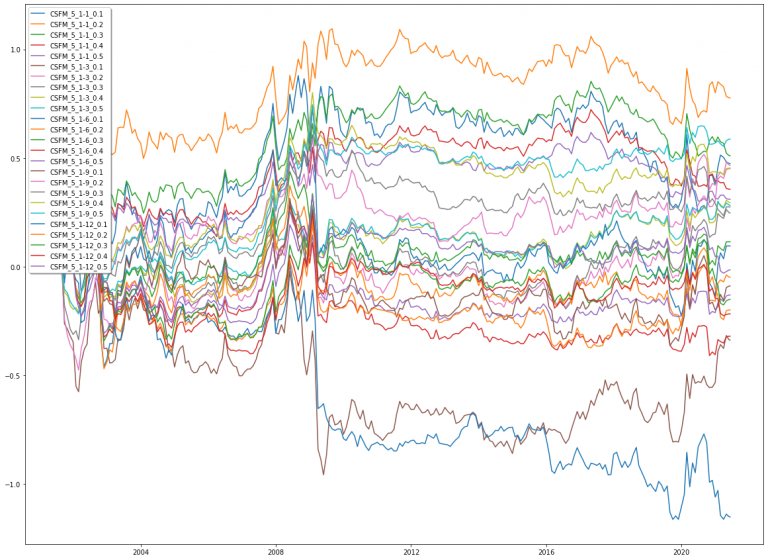 CSFM_5_1-1_0.1
CSFM_5_1-1_0.2
CSFM_5_1-1_0.3
CSFM_5_1-1_0.4
CSFM_5_1-1_0.5
CSFM_5_1-3_0.1
CSFM_5_1-3_0.2
CSFM_5_1-3_0.3
CSFM_5_1-3_0.4
CSFM_5_1-3_0.5
CSFM_5_1-6_0.1
CSFM_5_1-6_0.2
CSFM_5_1-6_0.3
CSFM_5_1-6_0.4
CSFM_5_1-6_0.5
CSFM_5_1-9_0.1
CSFM_5_1-9_0.2
CSFM_5_1-9_0.3
CSFM_5_1-9_0.4
CSFM_5_1-9_0.5
CSFM_5_1-12_0.1
CSFM_5_1-12_0.2
CSFM_5_1-12_0.3
CSFM_5_1-12_0.4
CSFM_5_1-12_0.5
1.0
0.5
0.0
−0.5
−1.0
2004 2008 2012 2016 2020